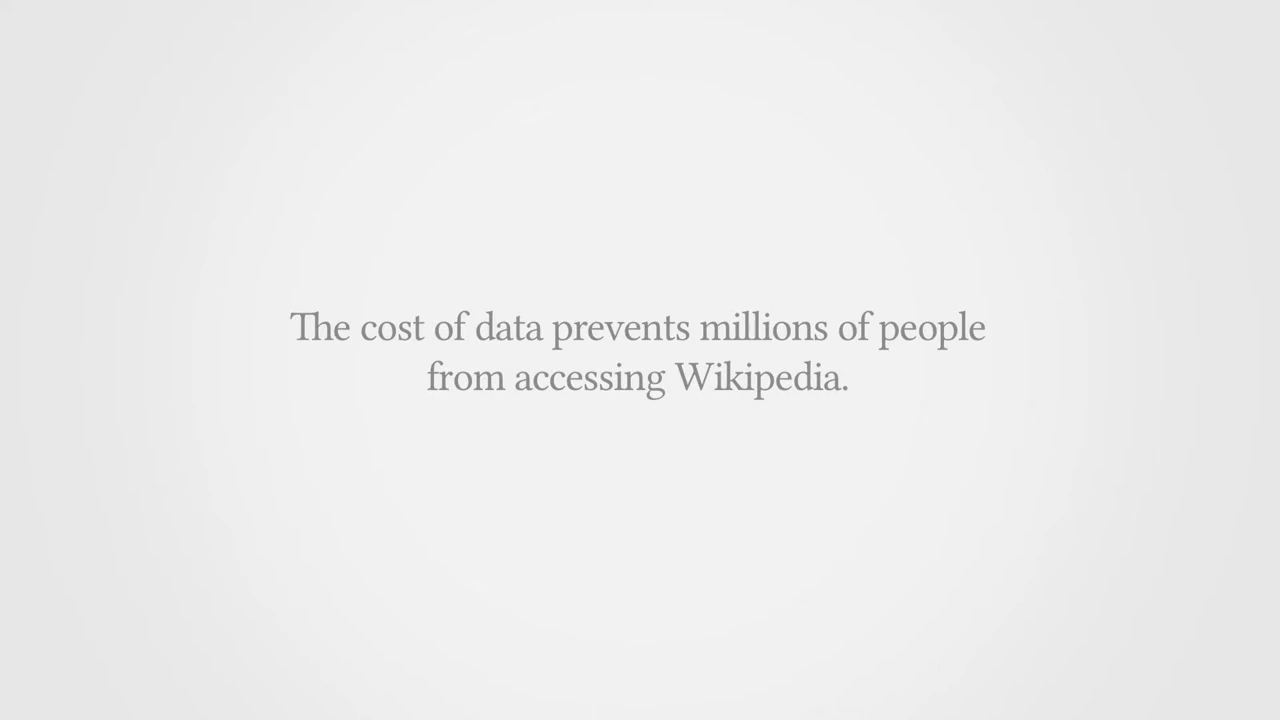 The cost of data prevents millions of people
from accessing Wikipedia.